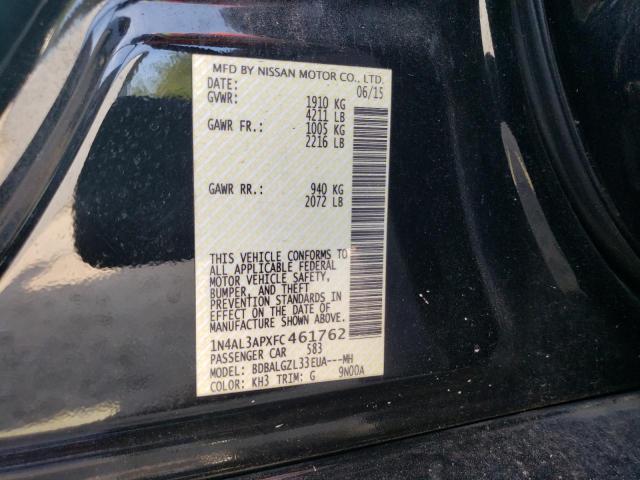 MFD BY NISSAN MOTOR CO., LTD.
DATE: 06/15
GVWR: 1910 KG
4211 LB
GAWR FR.: 1005 KG
2216 LB
GAWR RR.: 940 KG
2072 LB
THIS VEHICLE CONFORMS TO
ALL APPLICABLE FEDERAL
MOTOR VEHICLE SAFETY,
BUMPER, AND THEFT
PREVENTION STANDARDS IN
EFFECT ON THE DATE OF
MANUFACTURE SHOWN ABOVE.
1N4AL3APXFC461762
PASSENGER CAR 583
MODEL: BDBALGZL33EUA---MH
COLOR: KH3 TRIM: G 9N00A